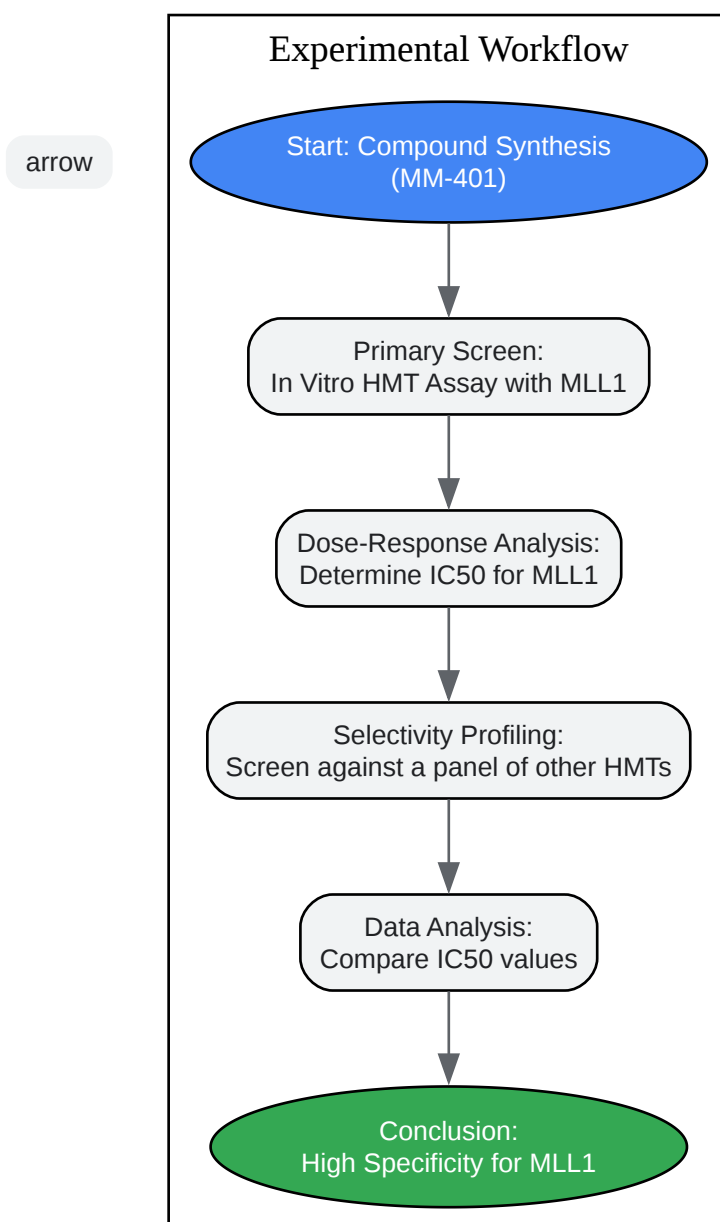 Experimental Workflow
arrow
Start: Compound Synthesis
(MM-401)
Primary Screen:
In Vitro HMT Assay with MLL1
Dose-Response Analysis:
Determine IC50 for MLL1
Selectivity Profiling:
Screen against a panel of other HMTs
Data Analysis:
Compare IC50 values
Conclusion:
High Specificity for MLL1